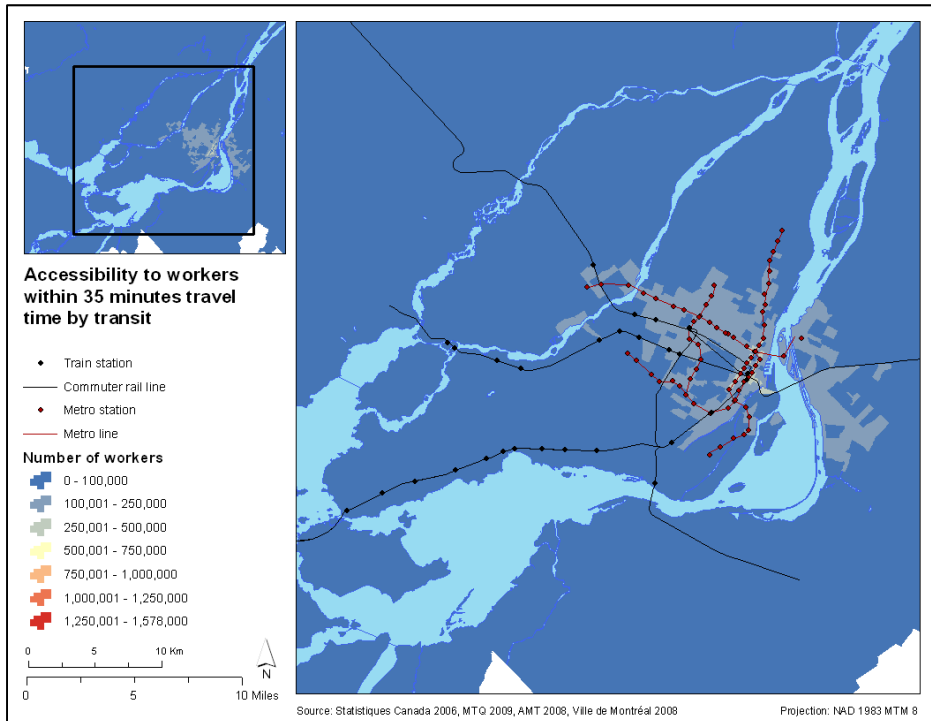 Accessibility to workers
within 35 minutes travel
time by transit
Train station
Commuter rail line
Metro station
Metro line
Number of workers
0 - 100,000
100,001 - 250,000
250,001 - 500,000
500,001 - 750,000
750,001 - 1,000,000
1,000,001 - 1,250,000
1,250,001 - 1,578,000
0 5 10 Km
N
0 5 10 Miles
Source: Statistiques Canada 2006, MTQ 2009, AMT 2008, Ville de Montréal 2008
Projection: NAD 1983 MTM 8